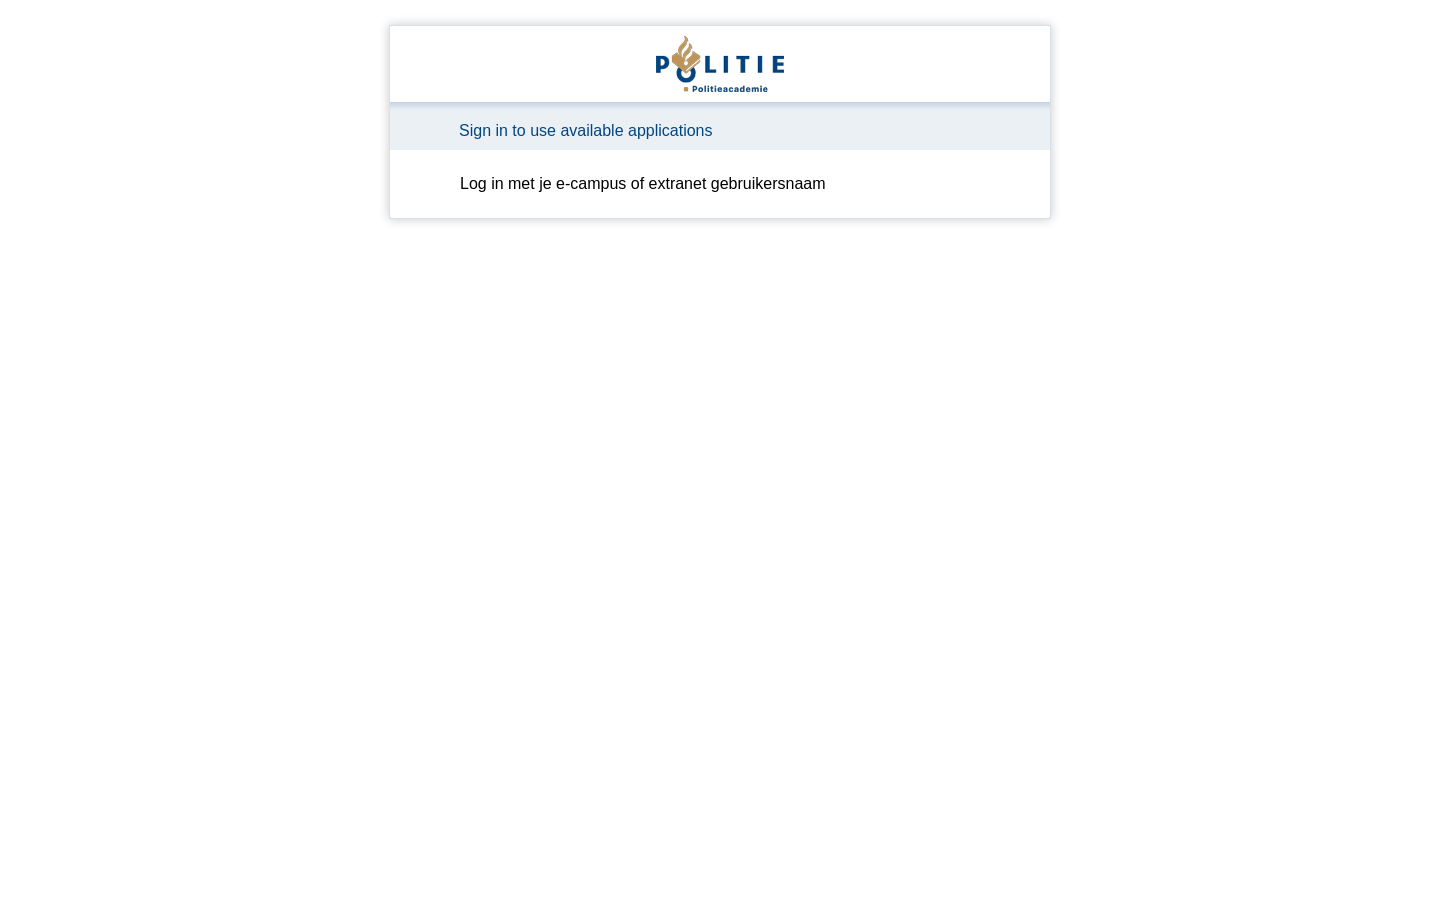 POLITIE
Politieacademie
Sign in to use available applications
Log in met je e-campus of extranet gebruikersnaam